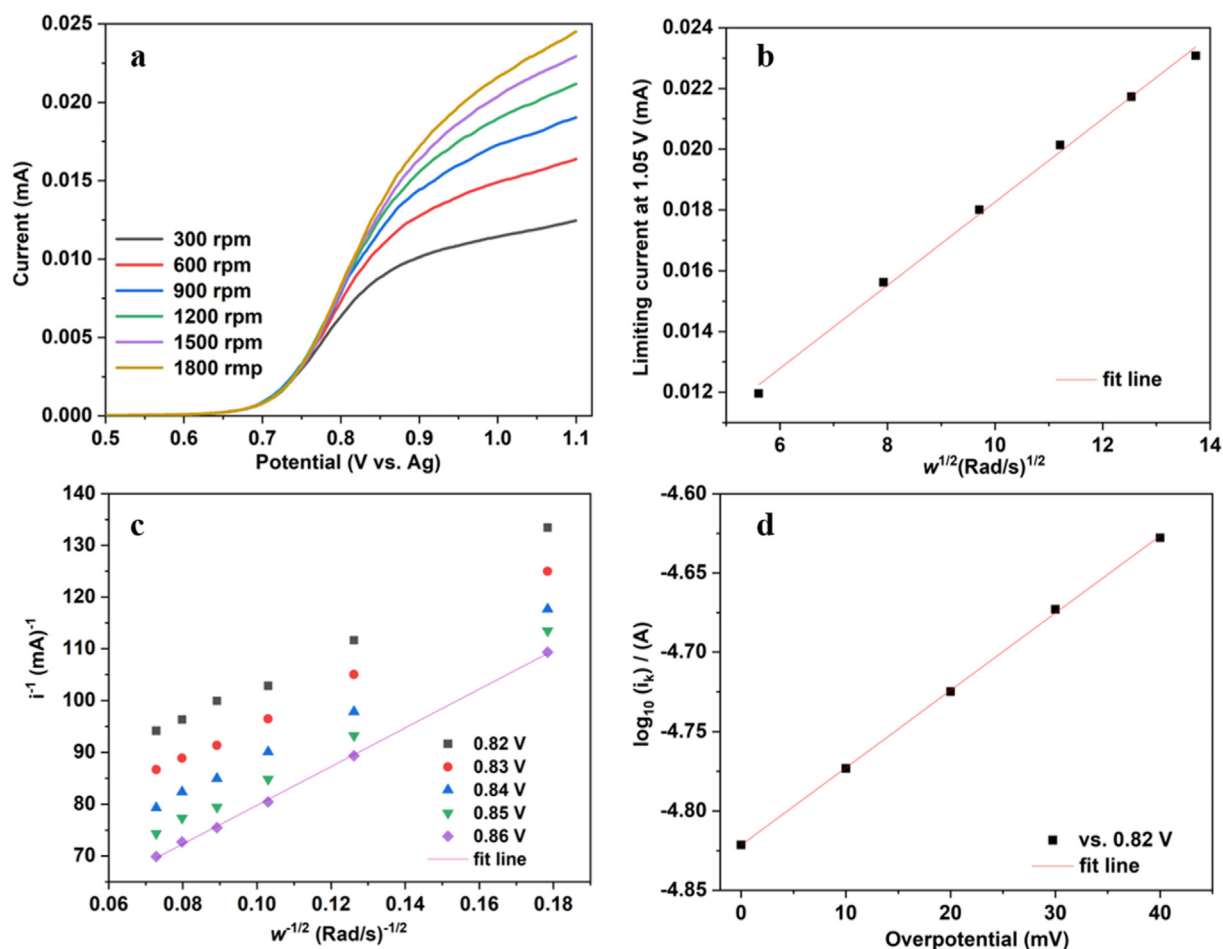 a
Current (mA)
0.025
0.020
0.015
0.010
0.005
0.000
300 rpm
600 rpm
900 rpm
1200 rpm
1500 rpm
1800 rmp
0.5 0.6 0.7 0.8 0.9 1.0 1.1
Potential (V vs. Ag)
b
Limiting current at 1.05 V (mA)
0.024
0.022
0.020
0.018
0.016
0.014
0.012
fit line
6 8 10 12 14
w^1/2(Rad/s)^1/2
c
i^-1 (mA)^-1
140
130
120
110
100
90
80
70
0.82 V
0.83 V
0.84 V
0.85 V
0.86 V
fit line
0.06 0.08 0.10 0.12 0.14 0.16 0.18
w^-1/2 (Rad/s)^-1/2
d
log10 (ik) / (A)
-4.60
-4.65
-4.70
-4.75
-4.80
-4.85
vs. 0.82 V
fit line
0 10 20 30 40
Overpotential (mV)